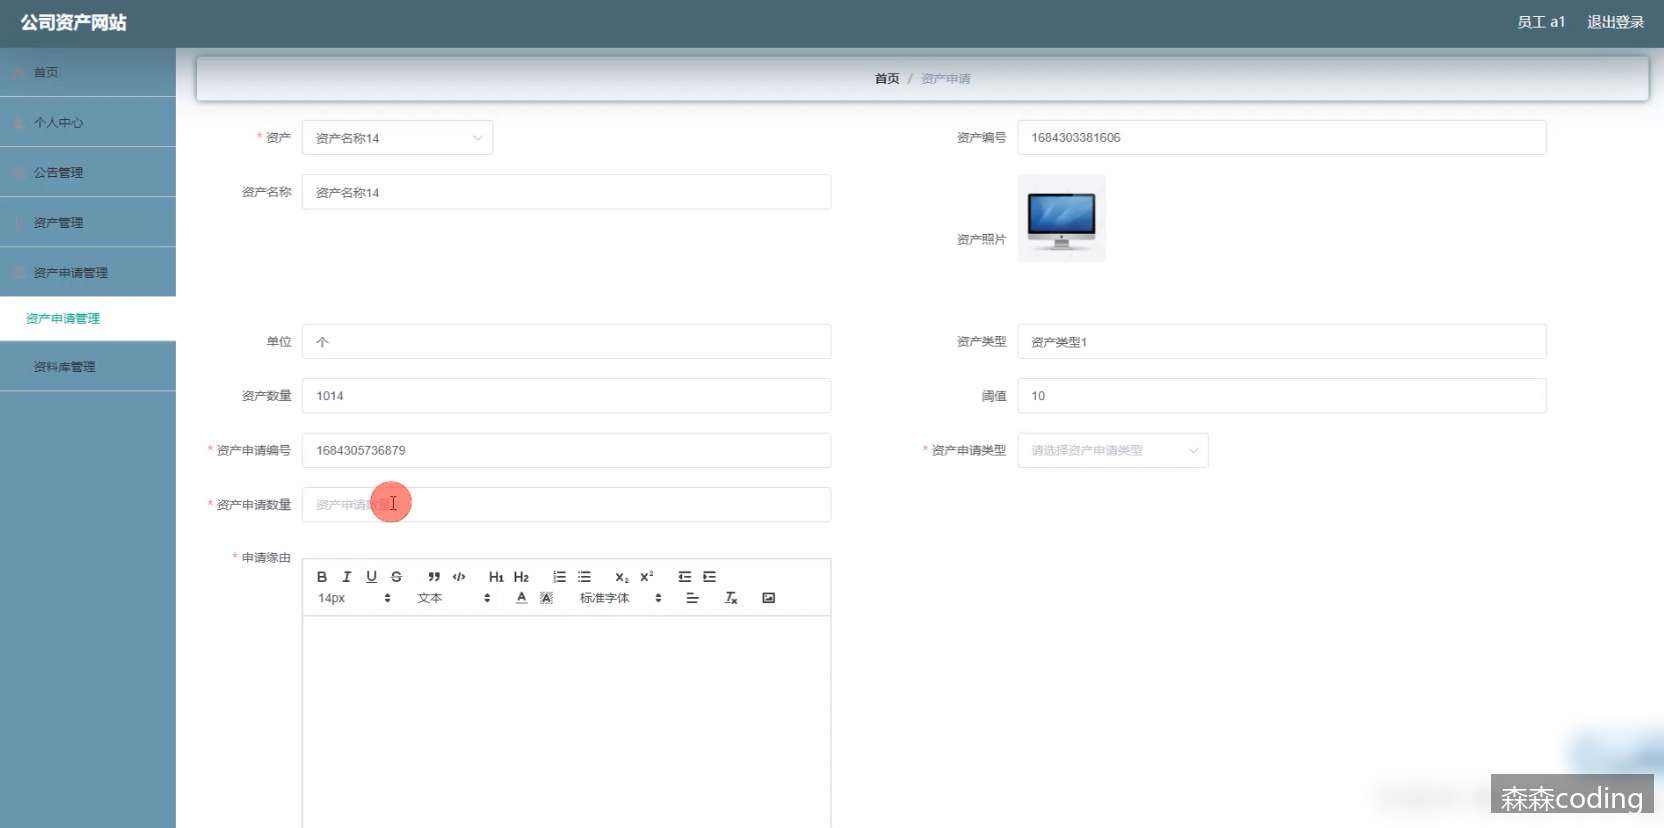 公司资产网站
员工 a1 退出登录
首页
个人中心
公告管理
资产管理
资产申请管理
资产申请管理
资料库管理
首页 / 资产申请
* 资产 资产名称14
资产编号 1684303381606
资产名称 资产名称14
资产照片
单位 个
资产类型 资产类型1
资产数量 1014
阈值 10
* 资产申请编号 1684305736879
* 资产申请类型 请选择资产申请类型
* 资产申请数量 资产申请数量
* 申请缘由
B I U S H1 H2 X2 X2
14px 文本 A A 标准字体
森森coding